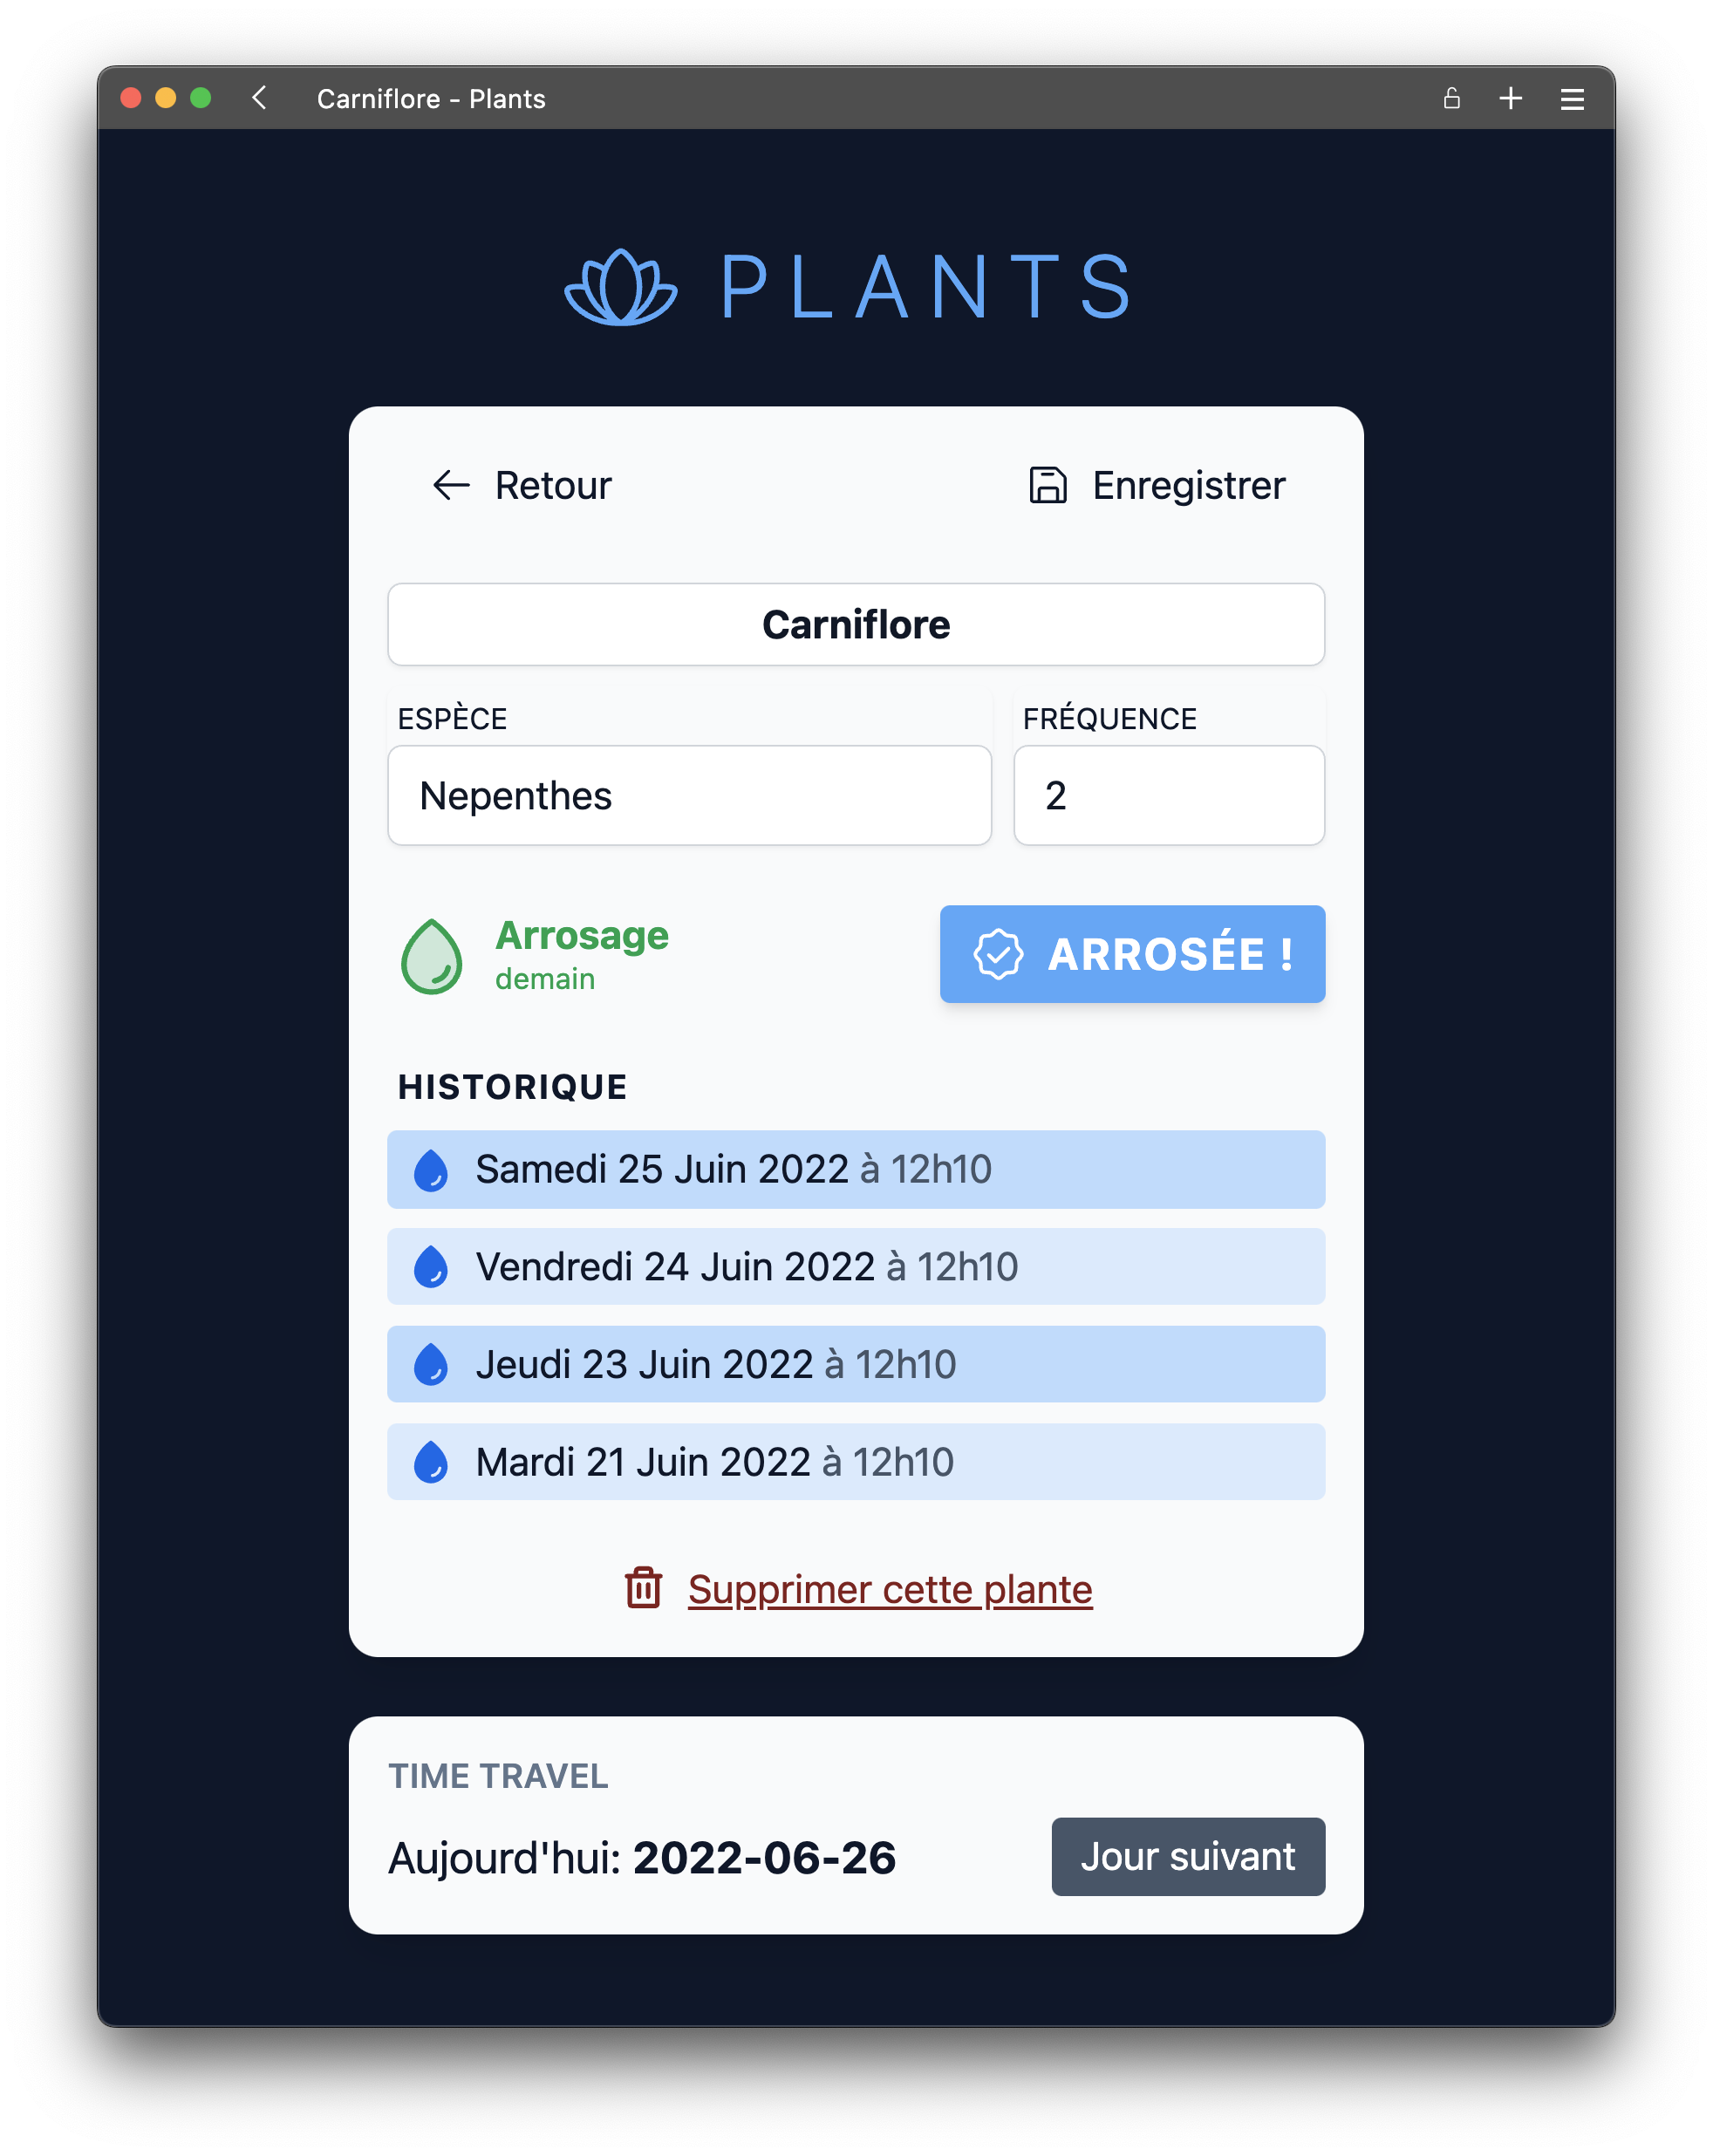 Carniflore - Plants
PLANTS
Retour
Enregistrer
Carniflore
ESPÈCE
FRÉQUENCE
Nepenthes
2
Arrosage
demain
ARROSÉE !
HISTORIQUE
Samedi 25 Juin 2022 à 12h10
Vendredi 24 Juin 2022 à 12h10
Jeudi 23 Juin 2022 à 12h10
Mardi 21 Juin 2022 à 12h10
Supprimer cette plante
TIME TRAVEL
Aujourd'hui: 2022-06-26
Jour suivant